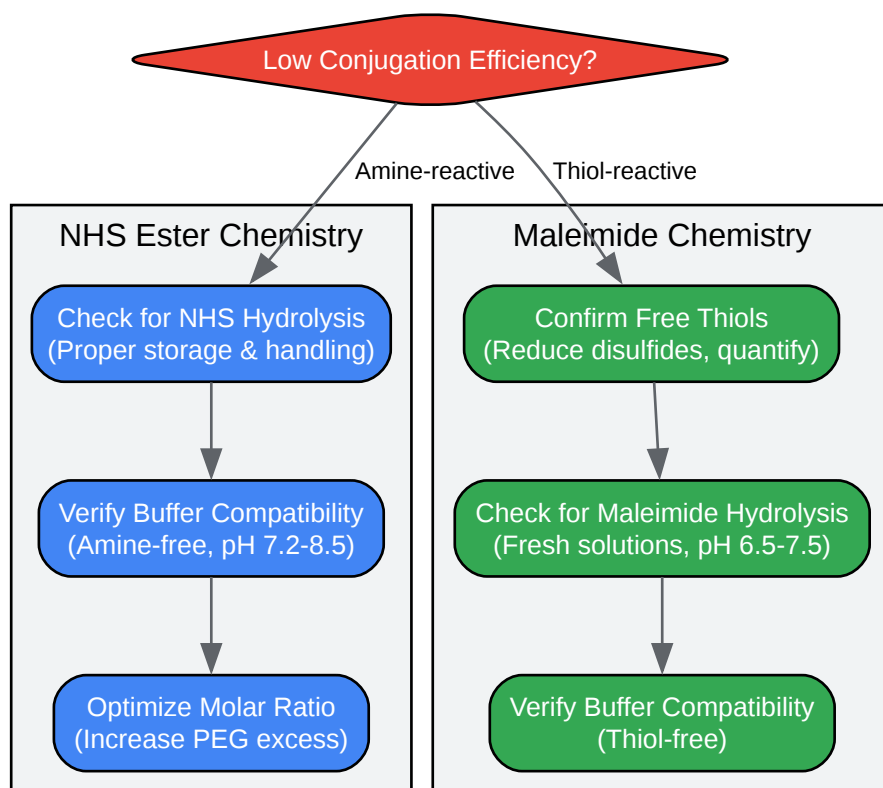 Low Conjugation Efficiency?
Amine-reactive
Thiol-reactive
NHS Ester Chemistry
Check for NHS Hydrolysis
(Proper storage & handling)
Verify Buffer Compatibility
(Amine-free, pH 7.2-8.5)
Optimize Molar Ratio
(Increase PEG excess)
Maleimide Chemistry
Confirm Free Thiols
(Reduce disulfides, quantify)
Check for Maleimide Hydrolysis
(Fresh solutions, pH 6.5-7.5)
Verify Buffer Compatibility
(Thiol-free)